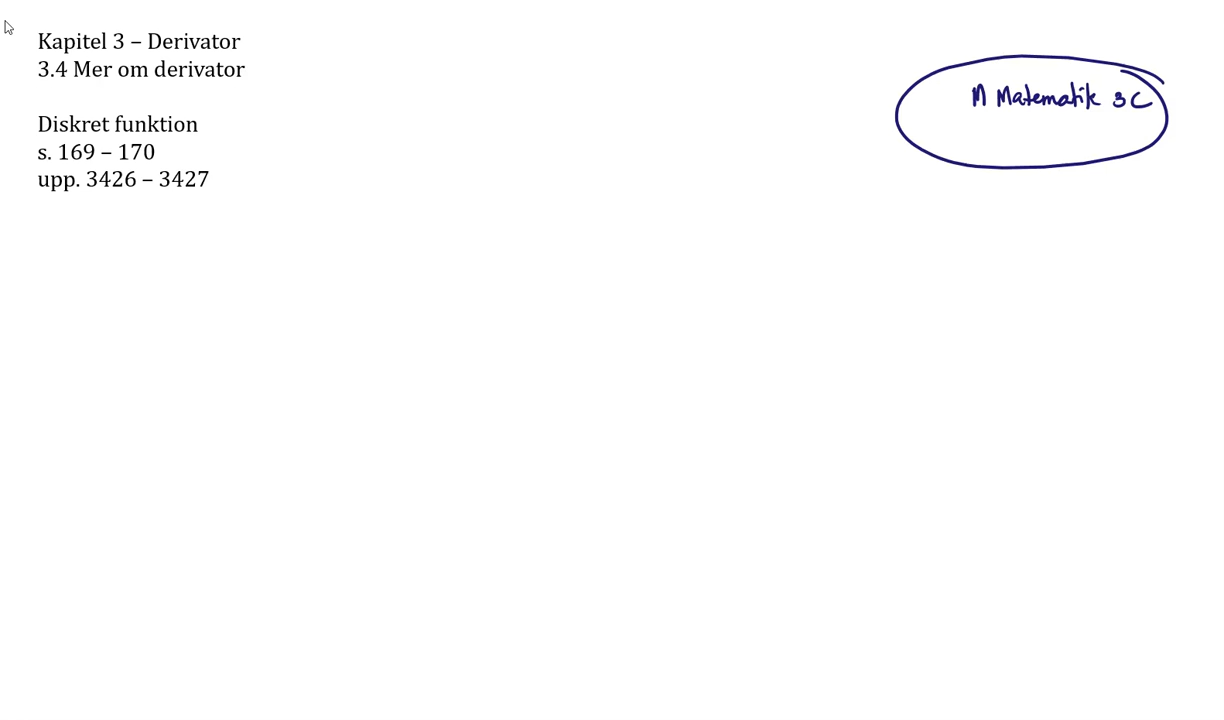 Kapitel 3 – Derivator
3.4 Mer om derivator
M Matematik 3C
Diskret funktion
s. 169 – 170
upp. 3426 – 3427